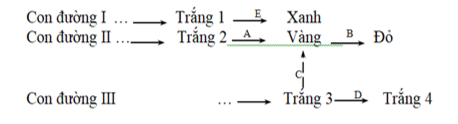 Con đường I ... Trắng 1 E Xanh
Con đường II ... Trắng 2 A Vàng B Đỏ
C
Con đường III ... Trắng 3 D Trắng 4